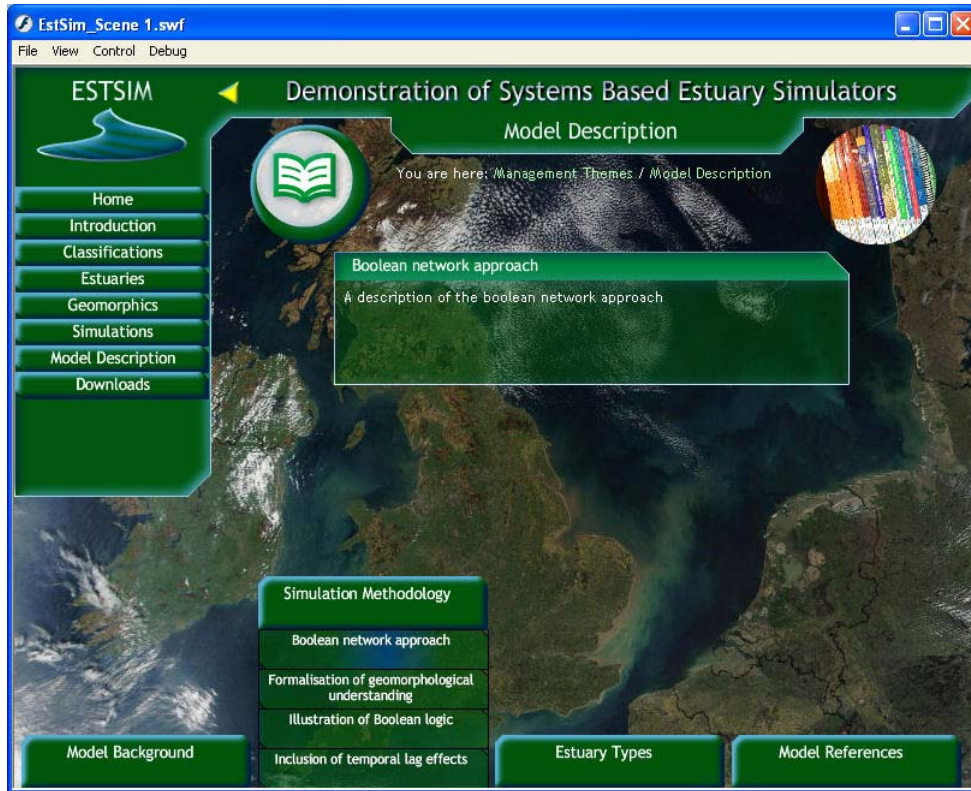 EstSim_Scene 1.swf
File View Control Debug
ESTSIM
Demonstration of Systems Based Estuary Simulators
Model Description
You are here: Management Themes / Model Description
Home
Introduction
Classifications
Estuaries
Geomorphics
Simulations
Model Description
Downloads
Boolean network approach
A description of the boolean network approach
Simulation Methodology
Boolean network approach
Formalisation of geomorphological
understanding
Illustration of Boolean logic
Inclusion of temporal lag effects
Model Background
Estuary Types
Model References